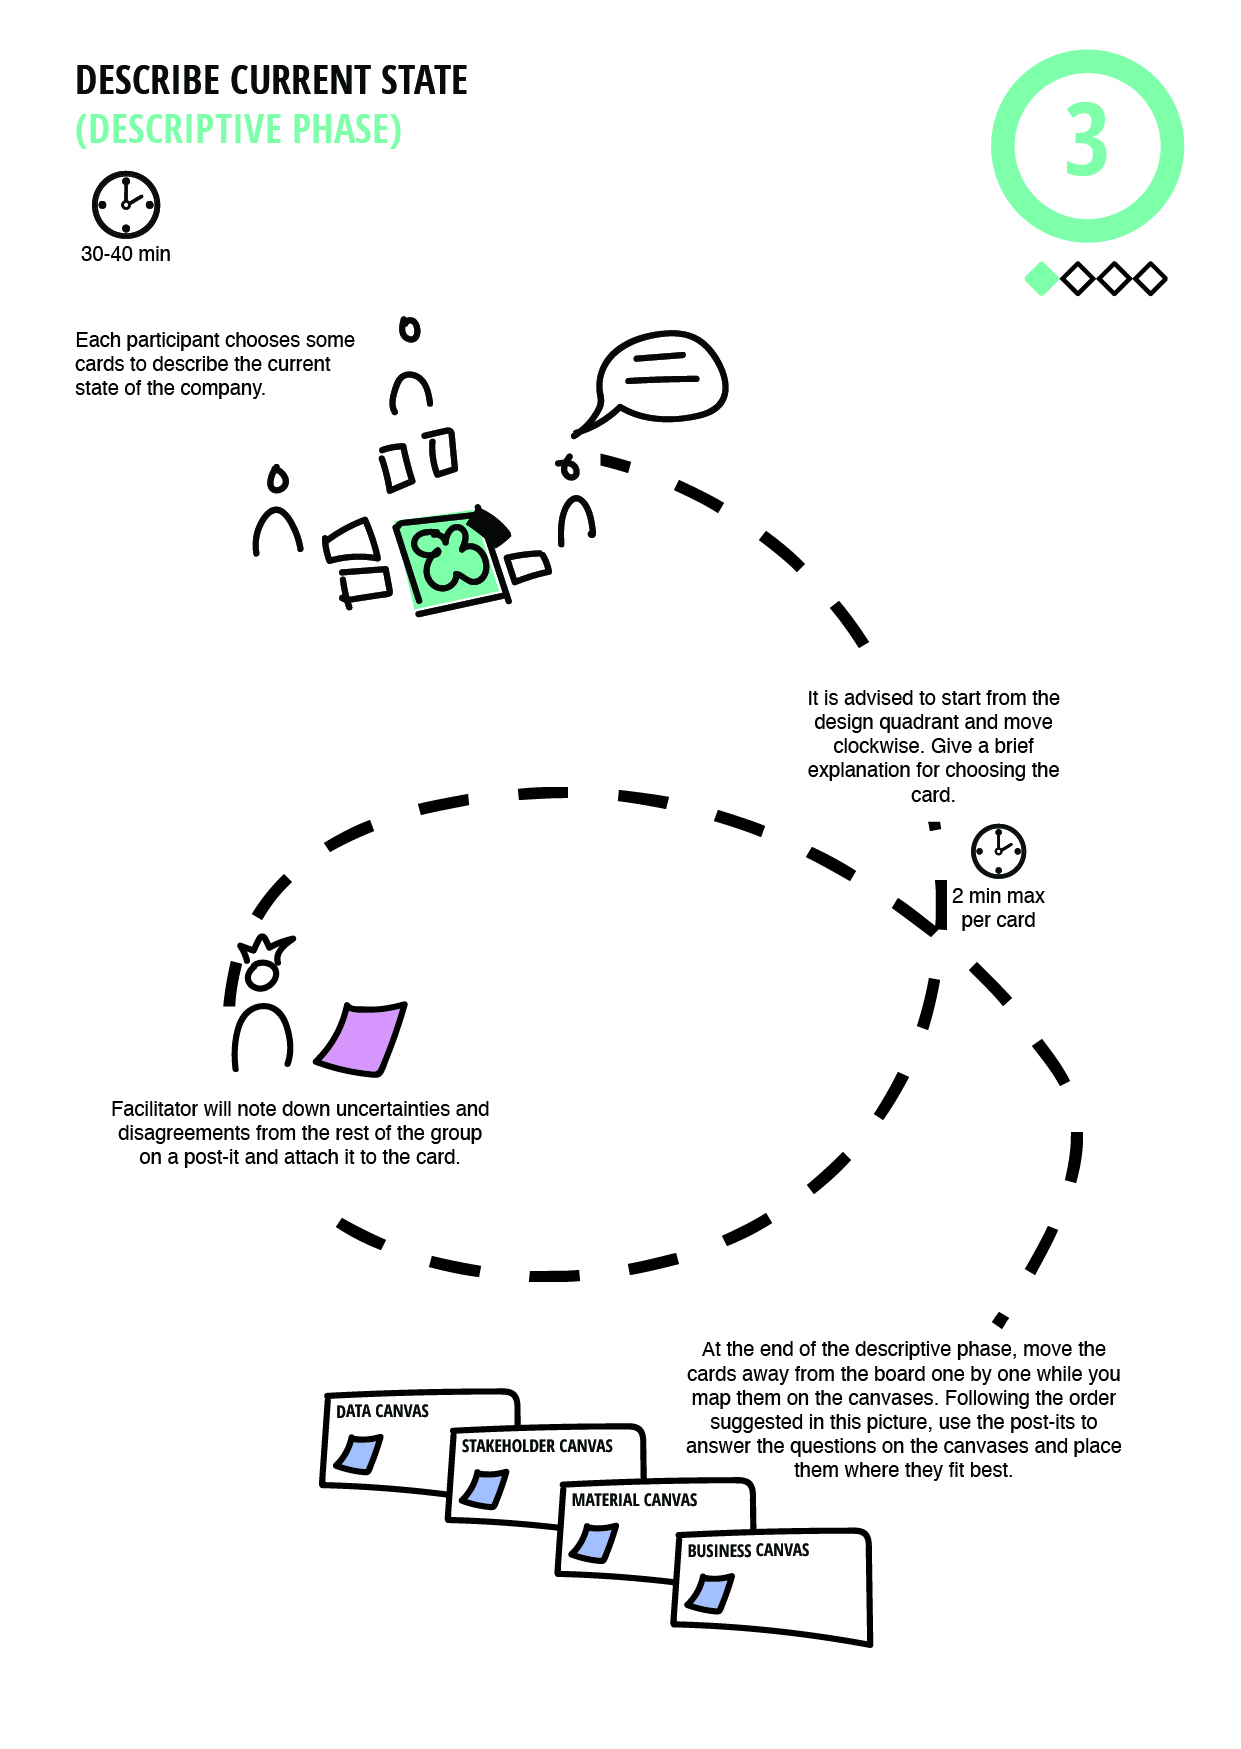 DESCRIBE CURRENT STATE
(DESCRIPTIVE PHASE)
3
30-40 min
Each participant chooses some
cards to describe the current
state of the company.
It is advised to start from the
design quadrant and move
clockwise. Give a brief
explanation for choosing the
card.
2 min max
per card
Facilitator will note down uncertainties and
disagreements from the rest of the group
on a post-it and attach it to the card.
At the end of the descriptive phase, move the
cards away from the board one by one while you
map them on the canvases. Following the order
suggested in this picture, use the post-its to
answer the questions on the canvases and place
them where they fit best.
DATA CANVAS
STAKEHOLDER CANVAS
MATERIAL CANVAS
BUSINESS CANVAS